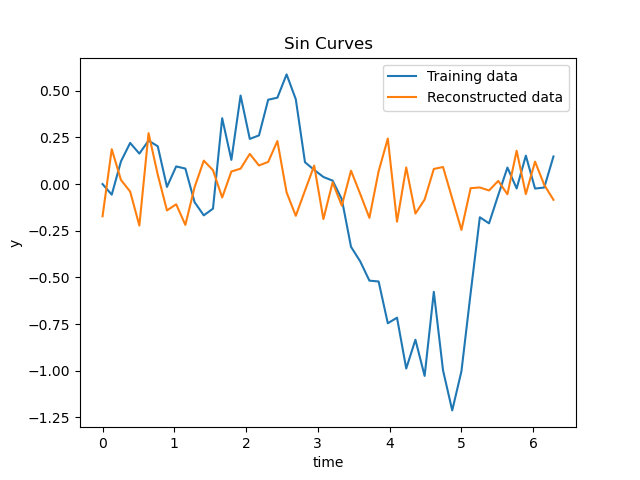 Sin Curves
Training data
Reconstructed data
0.50
0.25
0.00
−0.25
−0.50
−0.75
−1.00
−1.25
y
0 1 2 3 4 5 6
time